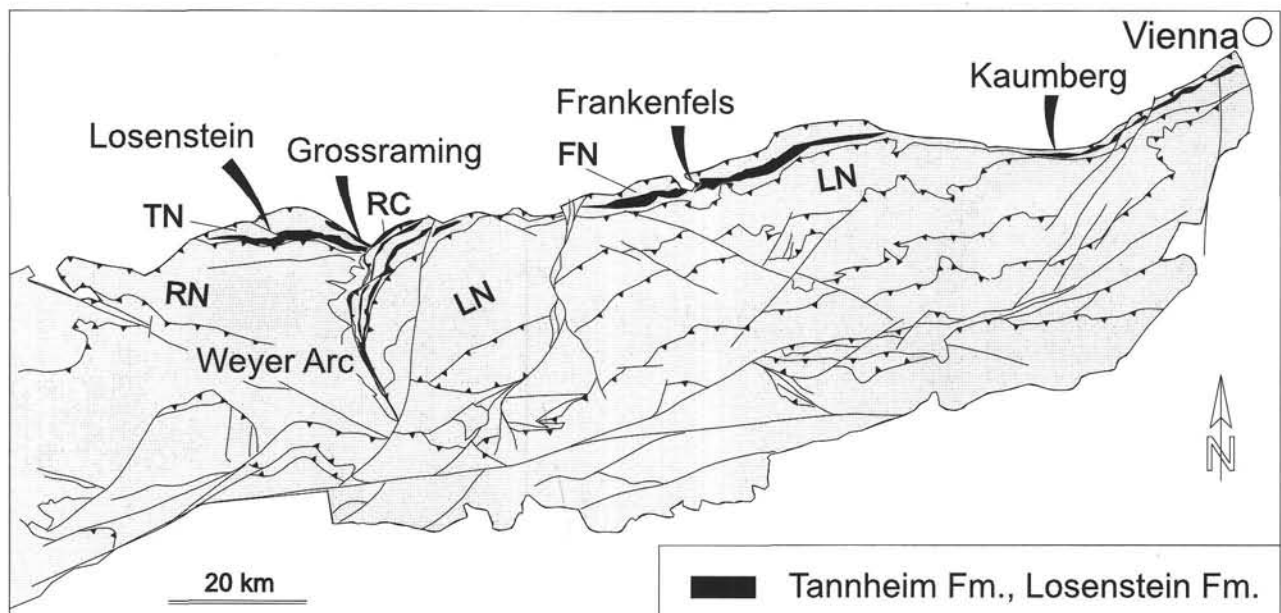 Vienna
Kaumberg
Frankenfels
Losenstein
Grossraming
FN
LN
TN
RC
RN
LN
Weyer Arc
N
20 km
Tannheim Fm., Losenstein Fm.